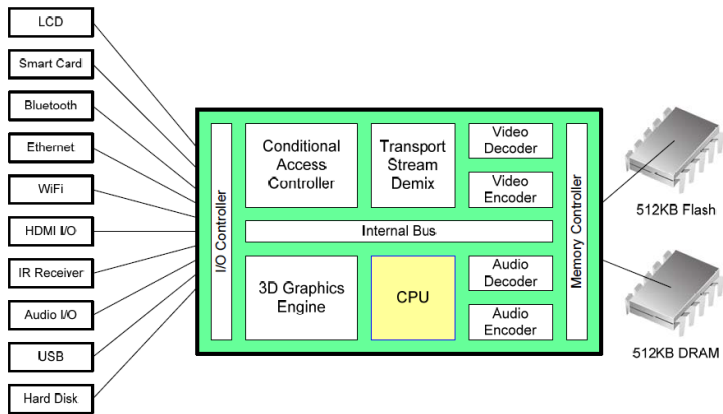 LCD
Smart Card
Bluetooth
Ethernet
WiFi
HDMI I/O
IR Receiver
Audio I/O
USB
Hard Disk
I/O Controller
Conditional
Access
Controller
Transport
Stream
Demix
Video
Decoder
Video
Encoder
Internal Bus
3D Graphics
Engine
CPU
Audio
Decoder
Audio
Encoder
Memory Controller
512KB Flash
512KB DRAM